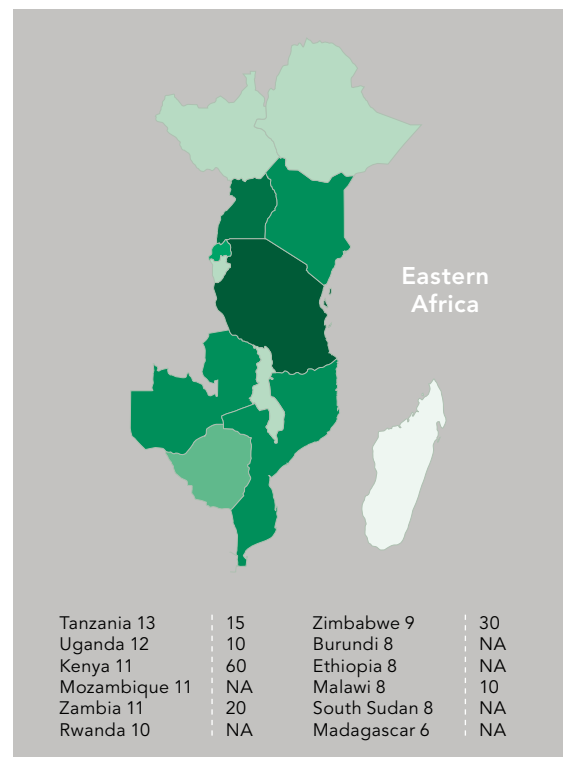 Eastern
Africa
Tanzania 13 15
Uganda 12 10
Kenya 11 60
Mozambique 11 NA
Zambia 11 20
Rwanda 10 NA
Zimbabwe 9 30
Burundi 8 NA
Ethiopia 8 NA
Malawi 8 10
South Sudan 8 NA
Madagascar 6 NA